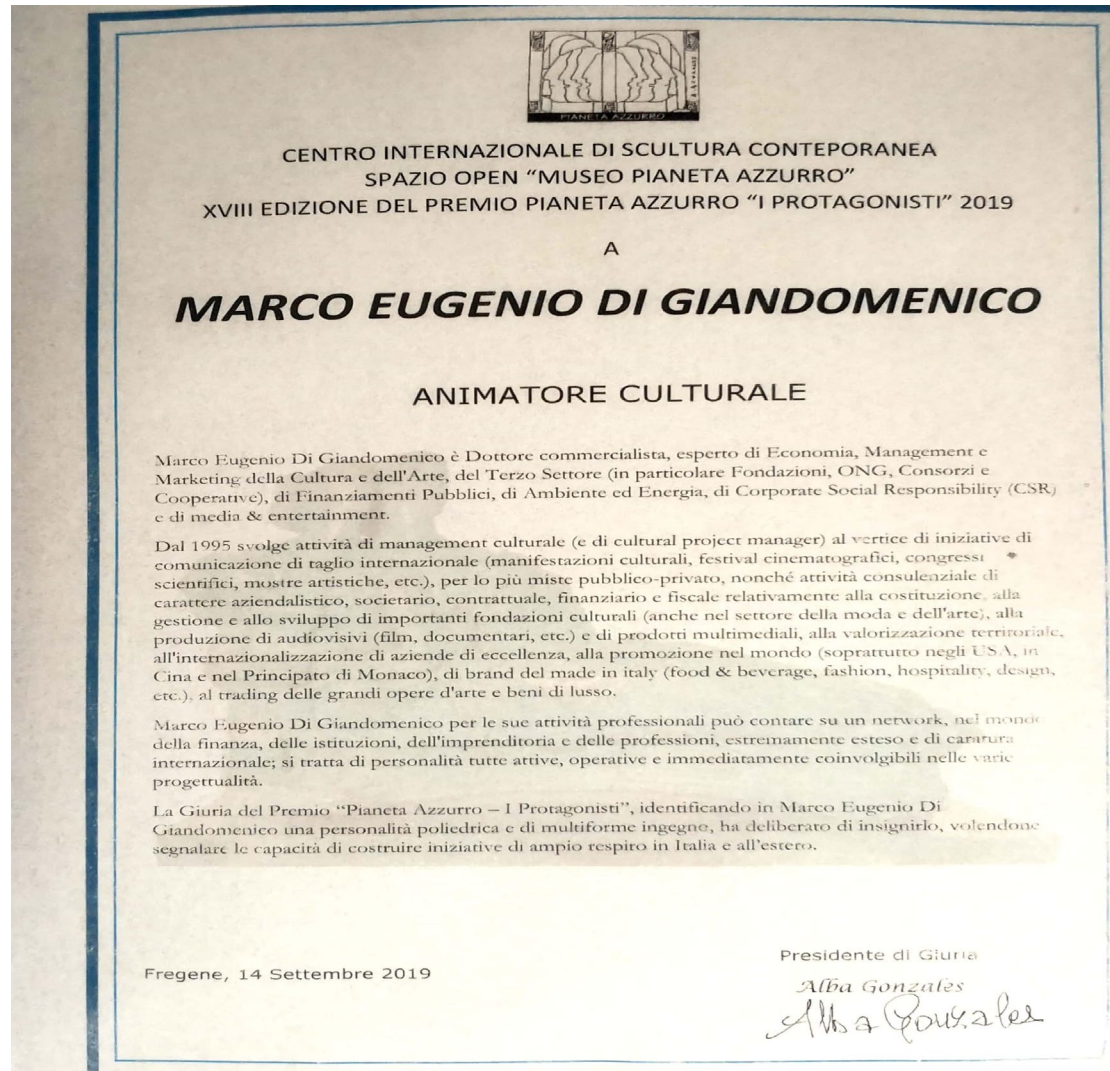 PIANETA AZZURRO
CENTRO INTERNAZIONALE DI SCULTURA CONTEPORANEA
SPAZIO OPEN “MUSEO PIANETA AZZURRO”
XVIII EDIZIONE DEL PREMIO PIANETA AZZURRO “I PROTAGONISTI” 2019
A
MARCO EUGENIO DI GIANDOMENICO
ANIMATORE CULTURALE
Marco Eugenio Di Giandomenico è Dottore commercialista, esperto di Economia, Management e
Marketing della Cultura e dell'Arte, del Terzo Settore (in particolare Fondazioni, ONG, Consorzi e
Cooperative), di Finanziamenti Pubblici, di Ambiente ed Energia, di Corporate Social Responsibility (CSR)
e di media & entertainment.
Dal 1995 svolge attività di management culturale (e di cultural project manager) al vertice di iniziative di
comunicazione di taglio internazionale (manifestazioni culturali, festival cinematografici, congressi
scientifici, mostre artistiche, etc.), per lo più miste pubblico-privato, nonché attività consulenziale di
carattere aziendalistico, societario, contrattuale, finanziario e fiscale relativamente alla costituzione, alla
gestione e allo sviluppo di importanti fondazioni culturali (anche nel settore della moda e dell'arte), alla
produzione di audiovisivi (film, documentari, etc.) e di prodotti multimediali, alla valorizzazione territoriale,
all'internazionalizzazione di aziende di eccellenza, alla promozione nel mondo (soprattutto negli USA, in
Cina e nel Principato di Monaco), di brand del made in italy (food & beverage, fashion, hospitality, design,
etc.), al trading delle grandi opere d'arte e beni di lusso.
Marco Eugenio Di Giandomenico per le sue attività professionali può contare su un network, nel mondo
della finanza, delle istituzioni, dell'imprenditoria e delle professioni, estremamente esteso e di caratura
internazionale; si tratta di personalità tutte attive, operative e immediatamente coinvolgibili nelle varie
progettualità.
La Giuria del Premio “Pianeta Azzurro – I Protagonisti”, identificando in Marco Eugenio Di
Giandomenico una personalità poliedrica e di multiforme ingegno, ha deliberato di insignirlo, volendone
segnalare le capacità di costruire iniziative di ampio respiro in Italia e all'estero.
Presidente di Giuria
Fregene, 14 Settembre 2019
Alba Gonzales
Alba Gonzales